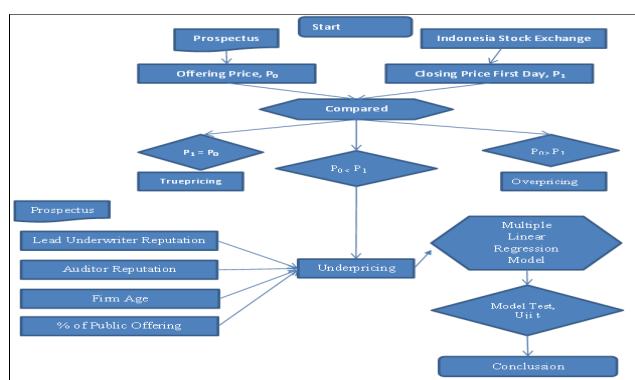 Start
Prospectus
Indonesia Stock Exchange
Offering Price, P₀
Closing Price First Day, P₁
Compared
P₁ = P₀
P₀ < P₁
P₀> P₁
Truepricing
Overpricing
Prospectus
Lead Underwriter Reputation
Auditor Reputation
Firm Age
% of Public Offering
Underpricing
Multiple
Linear
Regression
Model
Model Test,
Uji t
Conclussion